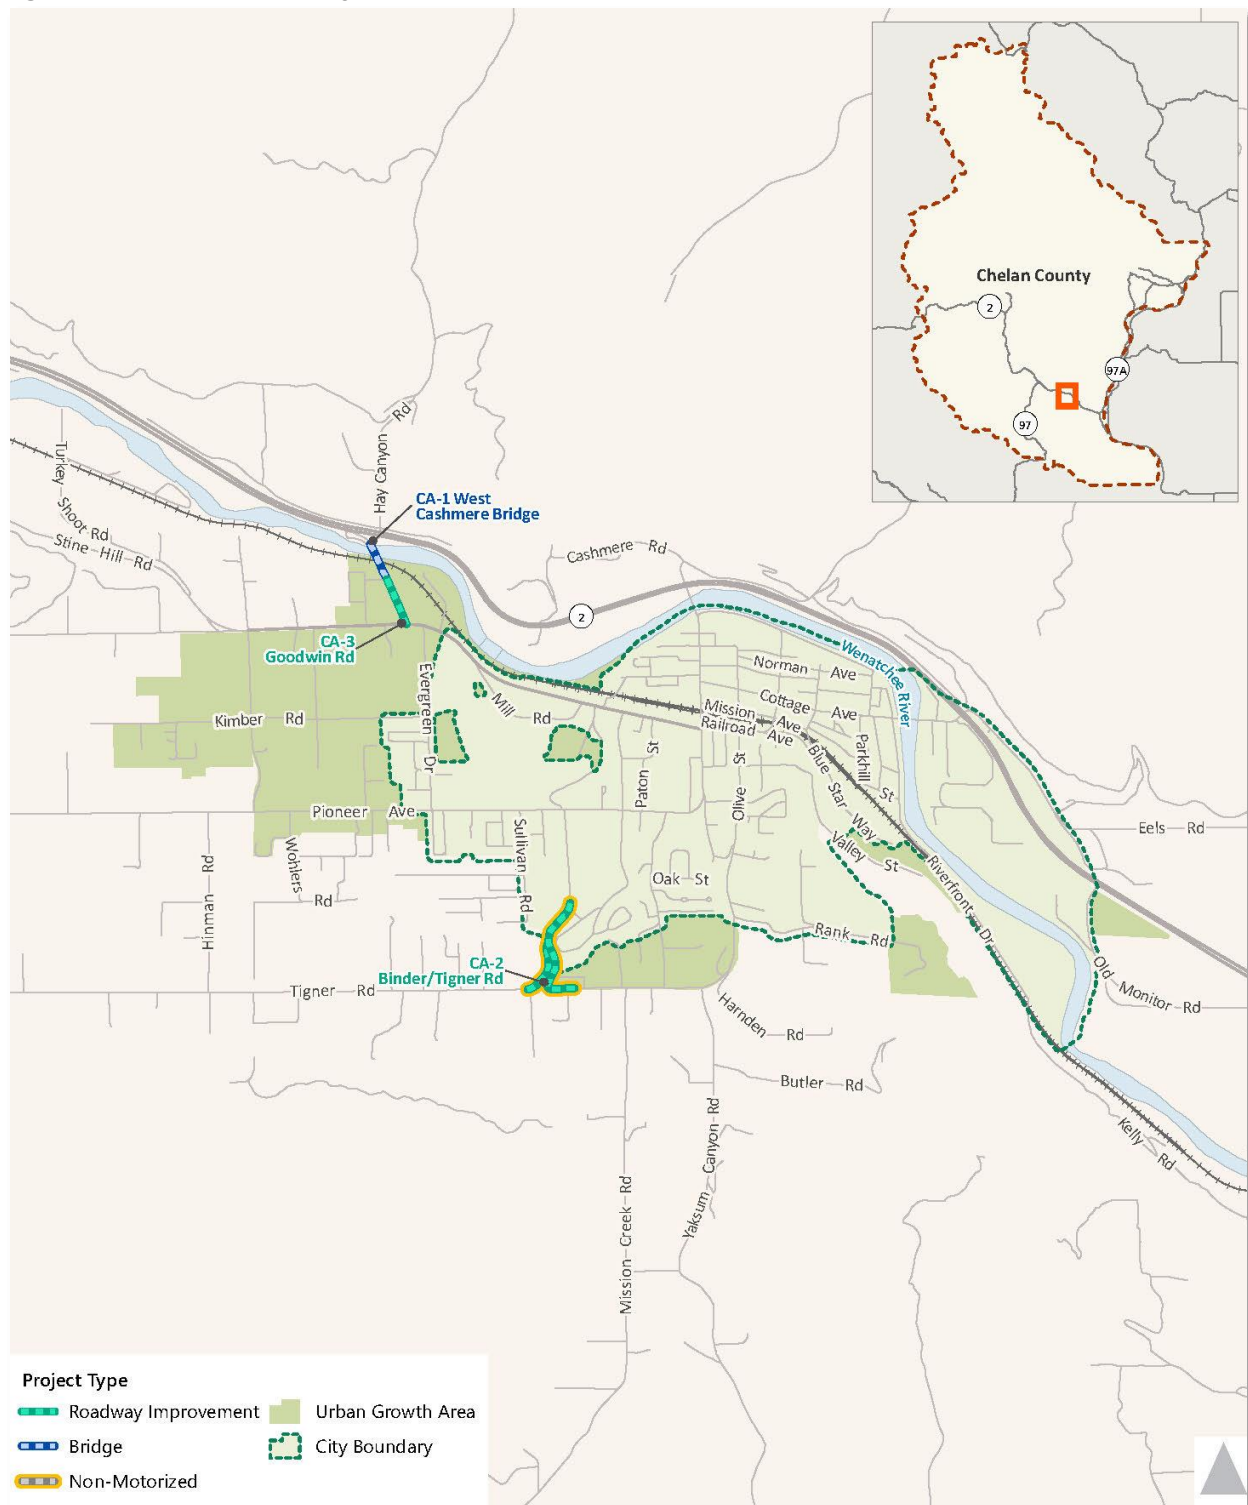 Chelan County
2
97A
97
Hay Canyon Rd
CA-1 West
Cashmere Bridge
Turkey Shoot Rd
Stine Hill Rd
Cashmere Rd
2
CA-3
Goodwin Rd
Wenatchee River
Norman Ave
Evergreen Dr
Mill Rd
Cottage Ave
Kimber Rd
Mission Ave
Railroad Ave
Paton St
Olive St
Blue Star Way
Parkhill St
Pioneer Ave
Eels Rd
Sullivan Rd
Wohlers Rd
Hinman Rd
Valley St
Oak St
Riverfront Dr
Rank Rd
CA-2
Binder/Tigner Rd
Tigner Rd
Old Monitor Rd
Harnden Rd
Butler Rd
Kelly Rd
Yaksum Canyon Rd
Mission Creek Rd
Project Type
Roadway Improvement
Urban Growth Area
Bridge
City Boundary
Non-Motorized